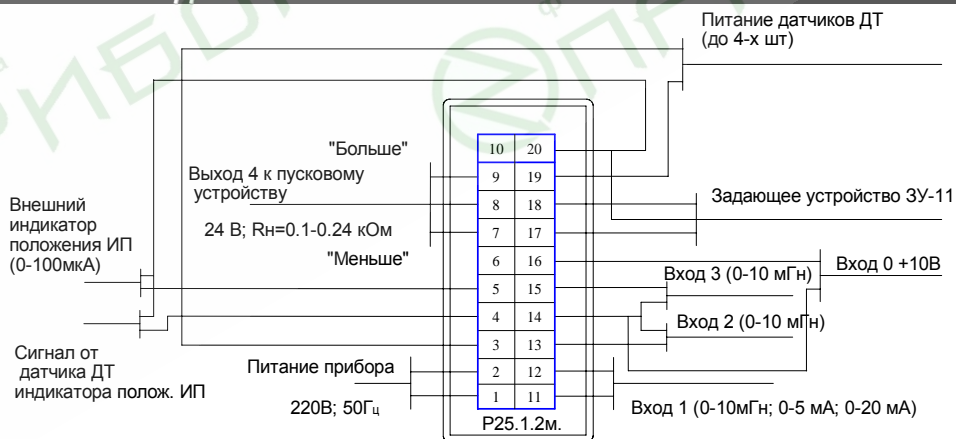 Питание датчиков ДТ
(до 4-х шт)
"Больше"
Выход 4 к пусковому
устройству
24 В; Rн=0.1-0.24 кОм
"Меньше"
Внешний
индикатор
положения ИП
(0-100мкА)
Сигнал от
датчика ДТ
индикатора полож. ИП
Питание прибора
220В; 50Гц
10 20
9 19
8 18
7 17
6 16
5 15
4 14
3 13
2 12
1 11
Р25.1.2м.
Задающее устройство ЗУ-11
Вход 0 +10В
Вход 3 (0-10 мГн)
Вход 2 (0-10 мГн)
Вход 1 (0-10мГн; 0-5 мА; 0-20 мА)